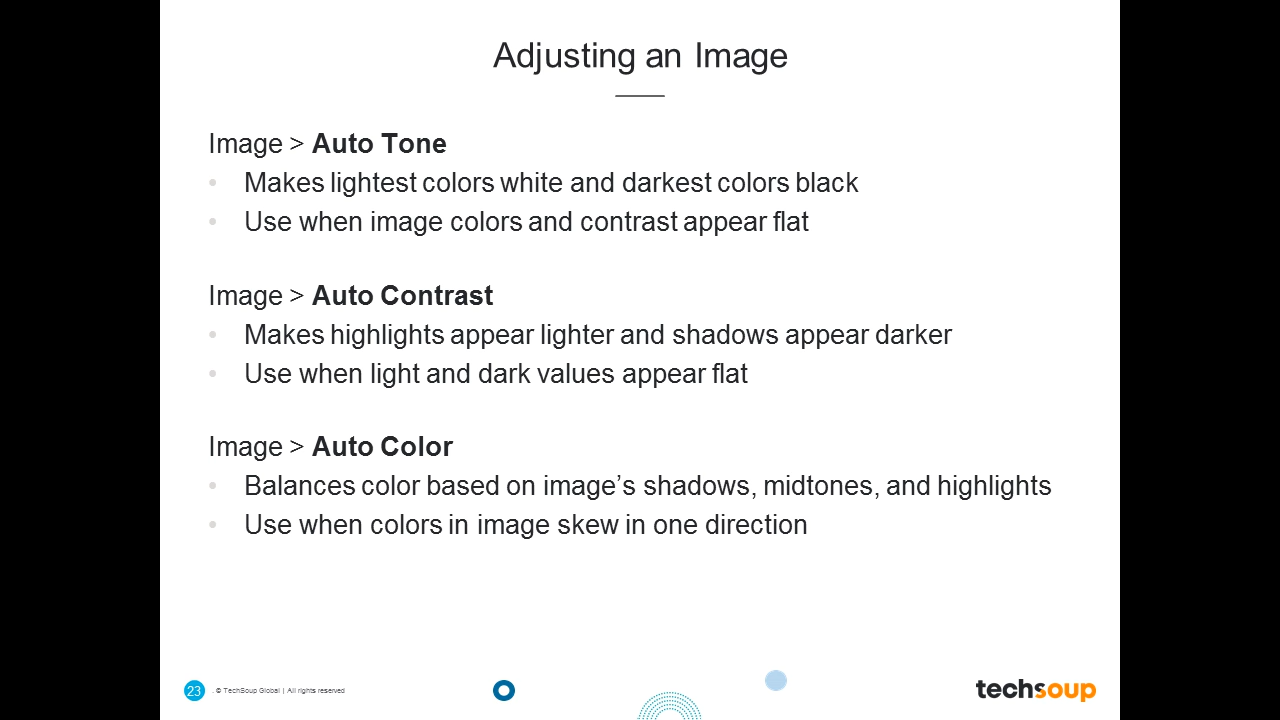 Adjusting an Image
Image > Auto Tone
• Makes lightest colors white and darkest colors black
• Use when image colors and contrast appear flat
Image > Auto Contrast
• Makes highlights appear lighter and shadows appear darker
• Use when light and dark values appear flat
Image > Auto Color
• Balances color based on image’s shadows, midtones, and highlights
• Use when colors in image skew in one direction
23 . © TechSoup Global | All rights reserved
techsoup